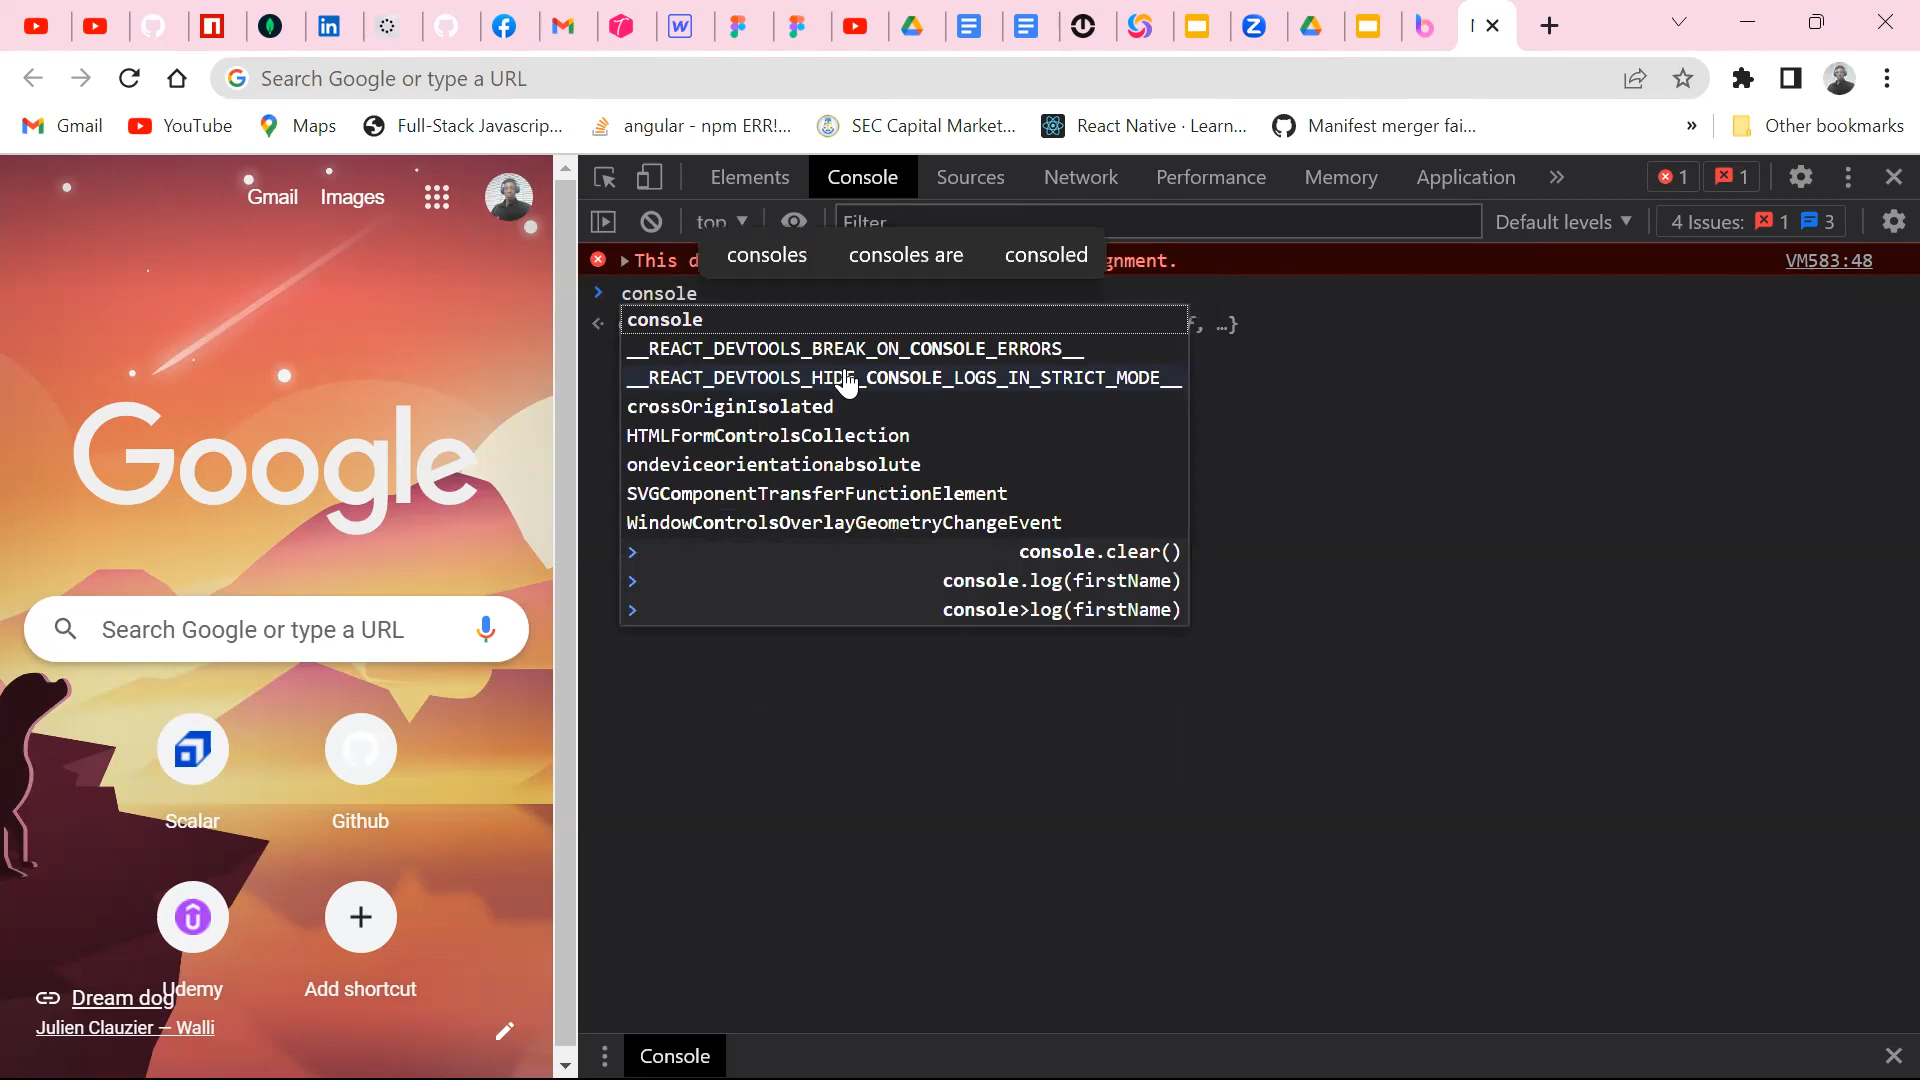 Search Google or type a URL
Gmail YouTube Maps Full-Stack Javascrip... angular - npm ERR!... SEC Capital Market... React Native · Learn... Manifest merger fai... » Other bookmarks
Gmail Images
Google
Search Google or type a URL
Scalar Github
Udemy Add shortcut
Dream dog
Julien Clauzier — Walli
Elements Console Sources Network Performance Memory Application » 1 1
top Filter Default levels 4 Issues: 1 3
consoles consoles are consoled
This d gnment. VM583:48
> console
f, …}
console
__REACT_DEVTOOLS_BREAK_ON_CONSOLE_ERRORS__
__REACT_DEVTOOLS_HIDE_CONSOLE_LOGS_IN_STRICT_MODE__
crossOriginIsolated
HTMLFormControlsCollection
ondeviceorientationabsolute
SVGComponentTransferFunctionElement
WindowControlsOverlayGeometryChangeEvent
> console.clear()
> console.log(firstName)
> console>log(firstName)
Console